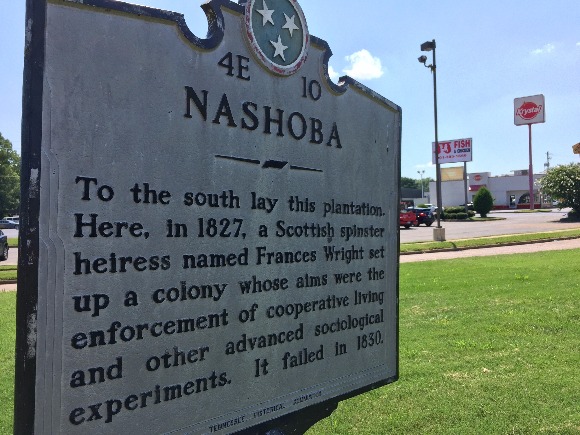 4E 10
NASHOBA
To the south lay this plantation.
Here, in 1827, a Scottish spinster
heiress named Frances Wright set
up a colony whose aims were the
enforcement of cooperative living
and other advanced sociological
experiments. It failed in 1830.
TENNESSEE HISTORICAL COMMISSION
FISH
Krystal